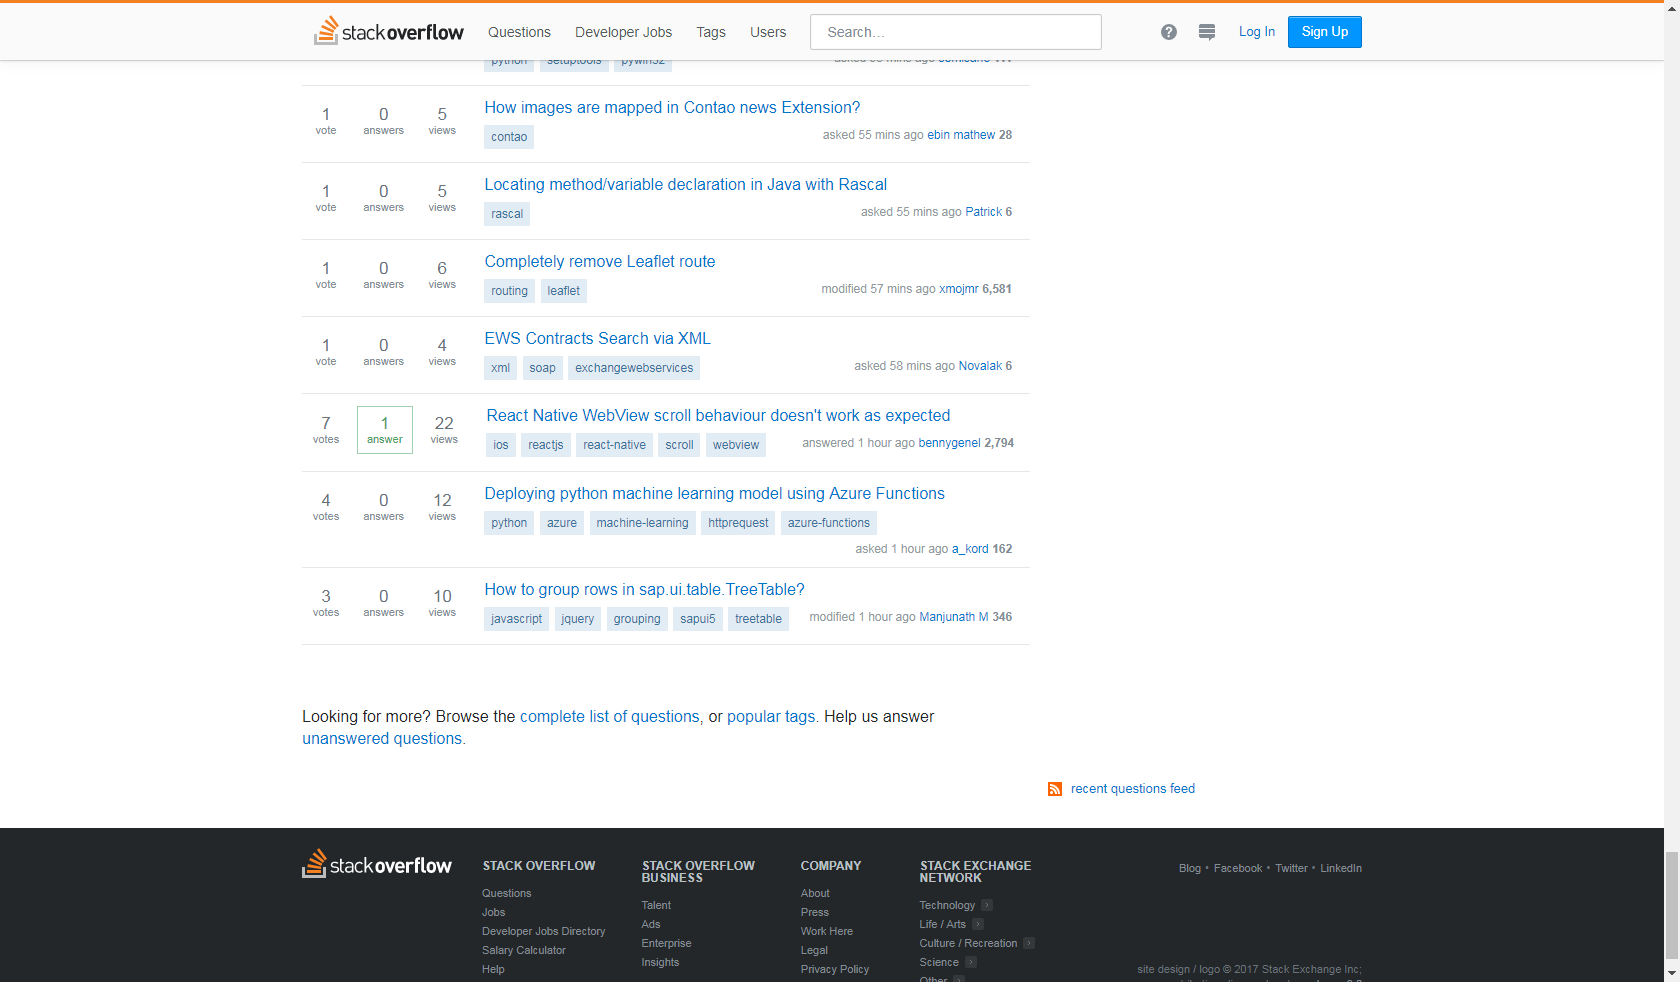 stackoverflow Questions Developer Jobs Tags Users Search... Log In Sign Up
python setuptools pywin32
How images are mapped in Contao news Extension?
1 0 5
vote answers views
contao asked 55 mins ago ebin mathew 28
Locating method/variable declaration in Java with Rascal
1 0 5
vote answers views
rascal asked 55 mins ago Patrick 6
Completely remove Leaflet route
1 0 6
vote answers views
routing leaflet modified 57 mins ago xmojmr 6,581
EWS Contracts Search via XML
1 0 4
vote answers views
xml soap exchangewebservices asked 58 mins ago Novalak 6
React Native WebView scroll behaviour doesn't work as expected
7 1 22
votes answer views
ios reactjs react-native scroll webview answered 1 hour ago bennygenel 2,794
Deploying python machine learning model using Azure Functions
4 0 12
votes answers views
python azure machine-learning httprequest azure-functions
asked 1 hour ago a_kord 162
How to group rows in sap.ui.table.TreeTable?
3 0 10
votes answers views
javascript jquery grouping sapui5 treetable modified 1 hour ago Manjunath M 346
Looking for more? Browse the complete list of questions, or popular tags. Help us answer
unanswered questions.
recent questions feed
stackoverflow
STACK OVERFLOW
Questions
Jobs
Developer Jobs Directory
Salary Calculator
Help
STACK OVERFLOW
BUSINESS
Talent
Ads
Enterprise
Insights
COMPANY
About
Press
Work Here
Legal
Privacy Policy
STACK EXCHANGE
NETWORK
Technology
Life / Arts
Culture / Recreation
Science
Other
Blog • Facebook • Twitter • LinkedIn
site design / logo © 2017 Stack Exchange Inc;